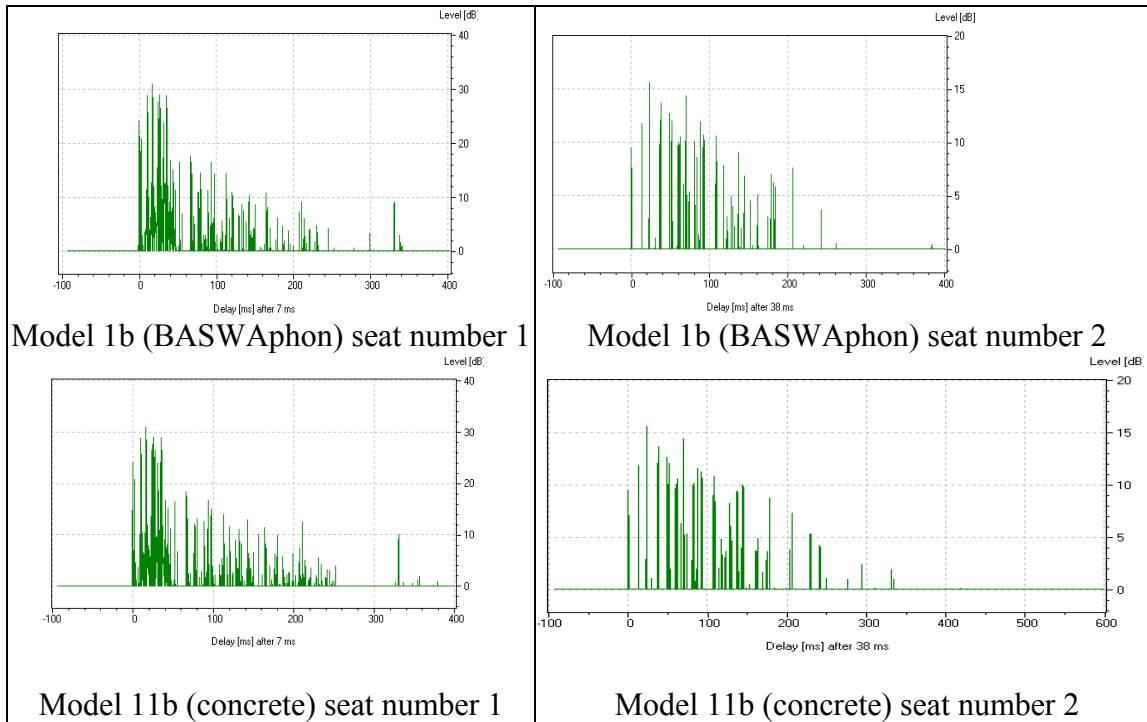 Level [dB]
40
30
20
10
0
-100 0 100 200 300 400
Delay [ms] after 7 ms
Model 1b (BASWAphon) seat number 1
Level [dB]
20
15
10
5
0
-100 0 100 200 300 400
Delay [ms] after 38 ms
Model 1b (BASWAphon) seat number 2
Level [dB]
40
30
20
10
0
-100 0 100 200 300 400
Delay [ms] after 7 ms
Model 11b (concrete) seat number 1
Level [dB]
20
15
10
5
0
-100 0 100 200 300 400 500 600
Delay [ms] after 38 ms
Model 11b (concrete) seat number 2